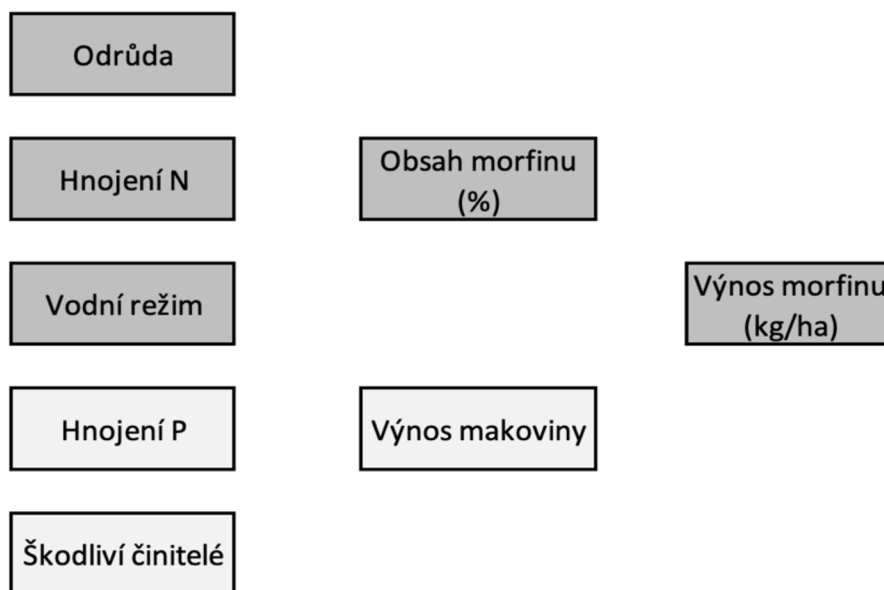 Odrůda
Hnojení N
Obsah morfinu
(%)
Vodní režim
Výnos morfinu
(kg/ha)
Hnojení P
Výnos makoviny
Škodliví činitelé